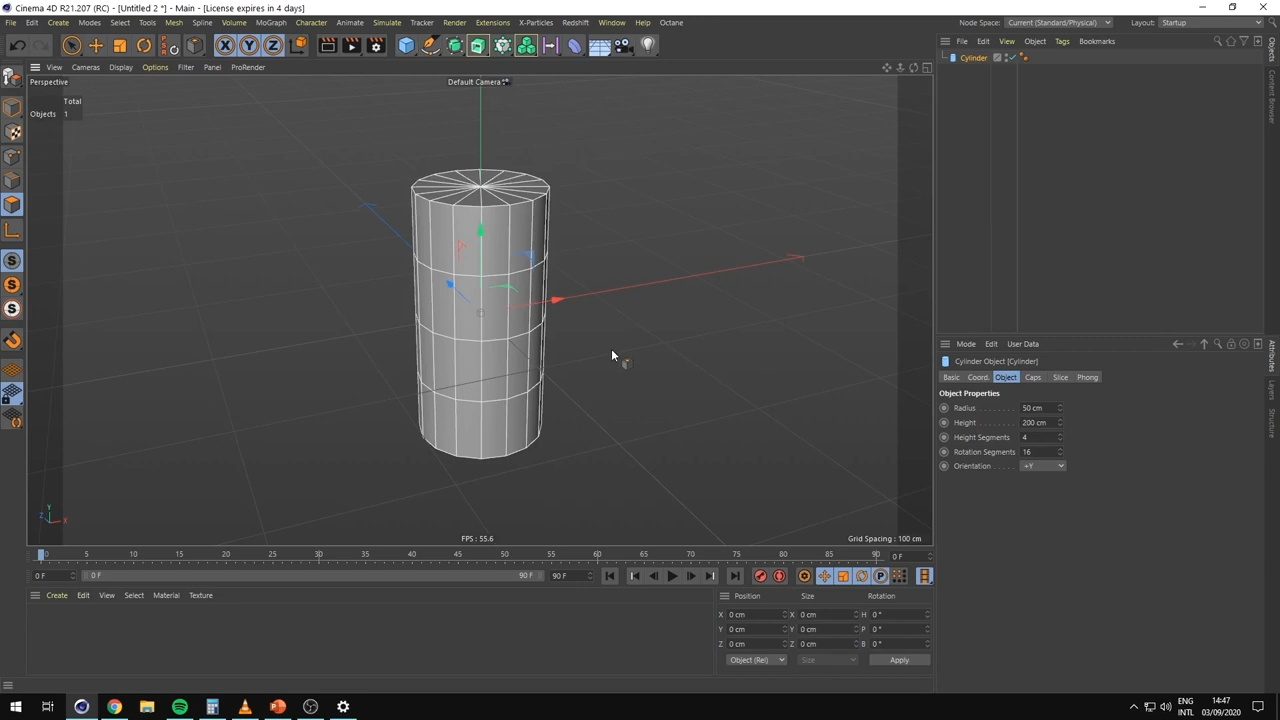 Cinema 4D R21.207 (RC) - [Untitled 2 *] - Main - [License expires in 4 days]
File Edit Create Modes Select Tools Mesh Spline Volume MoGraph Character Animate Simulate Tracker Render Extensions X-Particles Redshift Window Help Octane
Node Space: Current (Standard/Physical) Layout: Startup
X Y Z
View Cameras Display Options Filter Panel ProRender
Perspective
Default Camera
Total
Objects 1
FPS : 55.6
Grid Spacing : 100 cm
Y
Z
X
S
S
S
File Edit View Object Tags Bookmarks
Cylinder
Objects
Content Browser
Mode Edit User Data
Cylinder Object [Cylinder]
Basic Coord. Object Caps Slice Phong
Object Properties
Radius . . . . . . . . 50 cm
Height . . . . . . . . 200 cm
Height Segments 4
Rotation Segments 16
Orientation . . . . . +Y
Attributes
Layers
Structure
0 5 10 15 20 25 30 35 40 45 50 55 60 65 70 75 80 85 90 0 F
0 F 0 F 90 F 90 F
P
Create Edit View Select Material Texture
Position Size Rotation
X 0 cm X 0 cm H 0 °
Y 0 cm Y 0 cm P 0 °
Z 0 cm Z 0 cm B 0 °
Object (Rel) Size Apply
ENG
INTL
14:47
03/09/2020